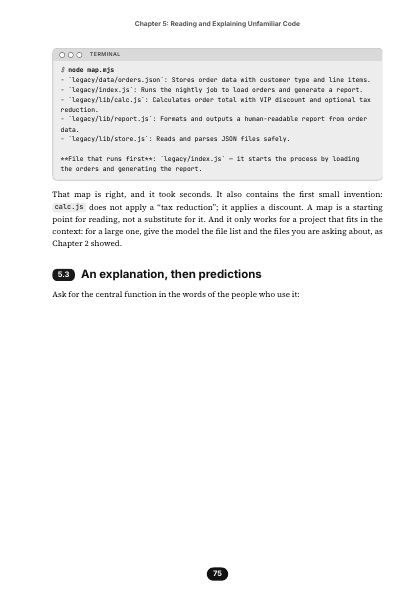 Chapter 5: Reading and Explaining Unfamiliar Code
TERMINAL
$ node map.mjs
- `legacy/data/orders.json`: Stores order data with customer type and line items.
- `legacy/index.js`: Runs the nightly job to load orders and generate a report.
- `legacy/lib/calc.js`: Calculates order total with VIP discount and optional tax
reduction.
- `legacy/lib/report.js`: Formats and outputs a human-readable report from order
data.
- `legacy/lib/store.js`: Reads and parses JSON files safely.
**File that runs first**: `legacy/index.js` — it starts the process by loading
the orders and generating the report.
That map is right, and it took seconds. It also contains the first small invention:
calc.js does not apply a “tax reduction”; it applies a discount. A map is a starting
point for reading, not a substitute for it. And it only works for a project that fits in the
context: for a large one, give the model the file list and the files you are asking about, as
Chapter 2 showed.
5.3 An explanation, then predictions
Ask for the central function in the words of the people who use it:
75